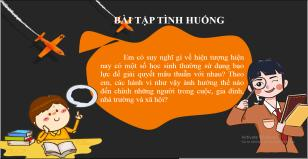 BÀI TẬP TÌNH HUỐNG
Em có suy nghĩ gì về hiện tượng hiện
nay có một số học sinh thường sử dụng bạo
lực để giải quyết mâu thuẫn với nhau? Theo
em, các hành vi như vậy ảnh hưởng thế nào
đến chính những người trong cuộc, gia đình,
nhà trường và xã hội?